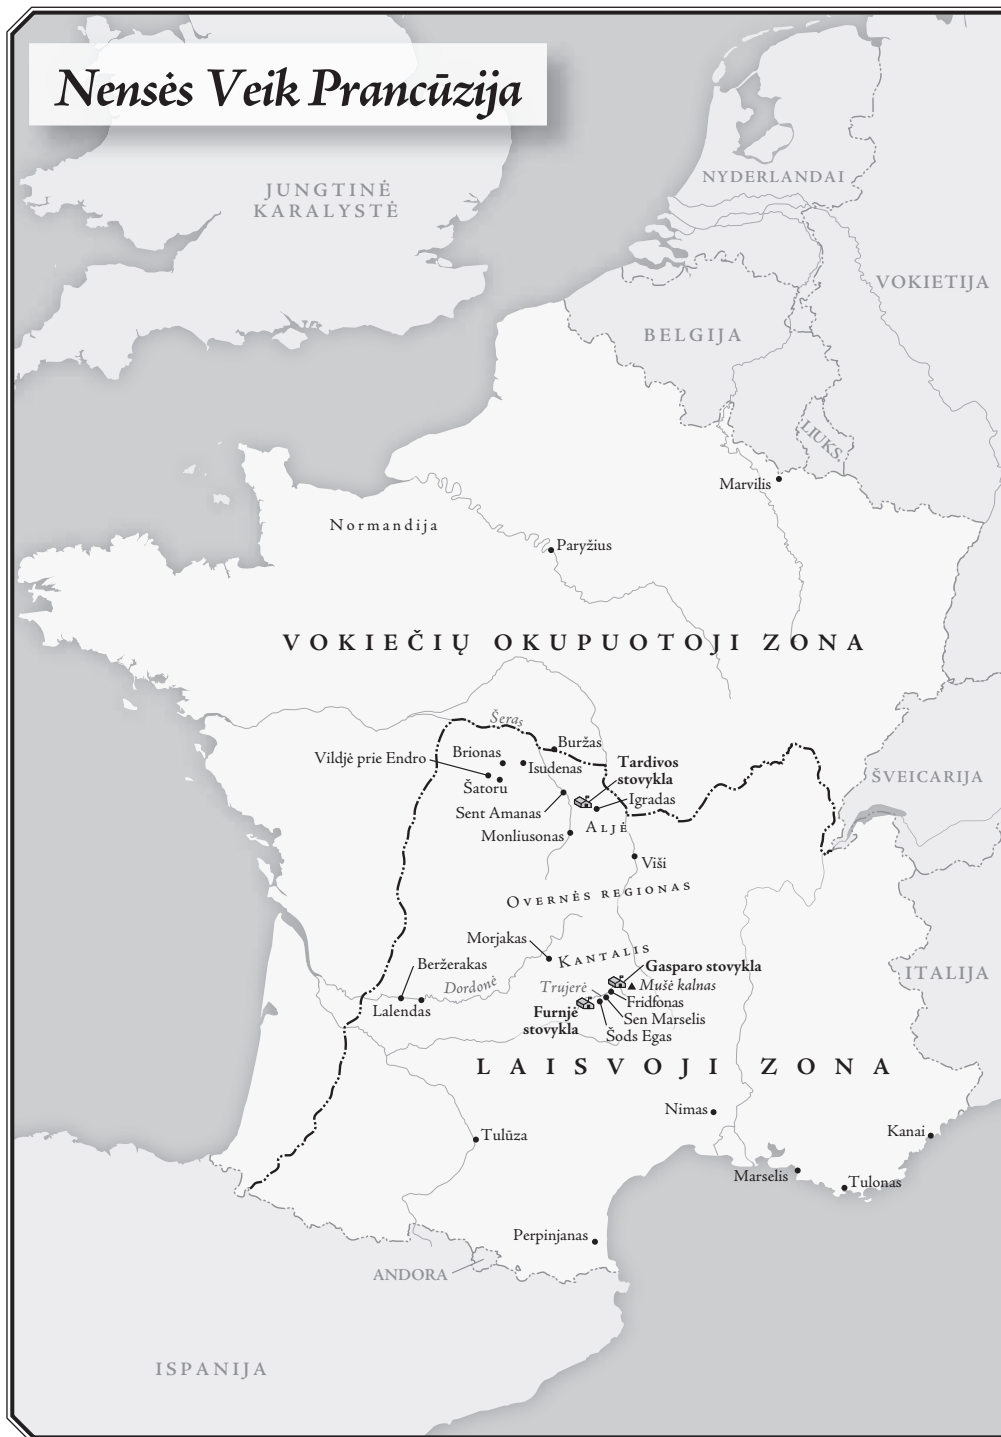 Nensės Veik Prancūzija
JUNGTINĖ
KARALYSTĖ
NYDERLANDAI
VOKIETIJA
BELGIJA
LIUKS.
Marvilis
Normandija
Paryžius
VOKIEČIŲ OKUPUOTOJI ZONA
Šeras
Buržas
Brionas
Vildjė prie Endro
Isudenas
Tardivos
stovykla
ŠVEICARIJA
Šatoru
Igradas
Sent Amanas
ALJĖ
Monliusonas
Viši
OVERNĖS REGIONAS
Morjakas
KANTALIS
Beržerakas
Gasparo stovykla
ITALIJA
Dordonė
Trujerė
Mušė kalnas
Fridfonas
Lalendas
Furnjė
stovykla
Sen Marselis
Šods Egas
LAISVOJI ZONA
Nimas
Kanai
Tulūza
Marselis
Tulonas
Perpinjanas
ANDORA
ISPANIJA